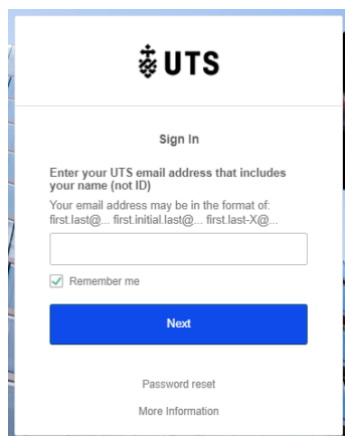 UTS
Sign In
Enter your UTS email address that includes
your name (not ID)
Your email address may be in the format of:
first.last@... first.initial.last@... first.last-X@...
Remember me
Next
Password reset
More Information